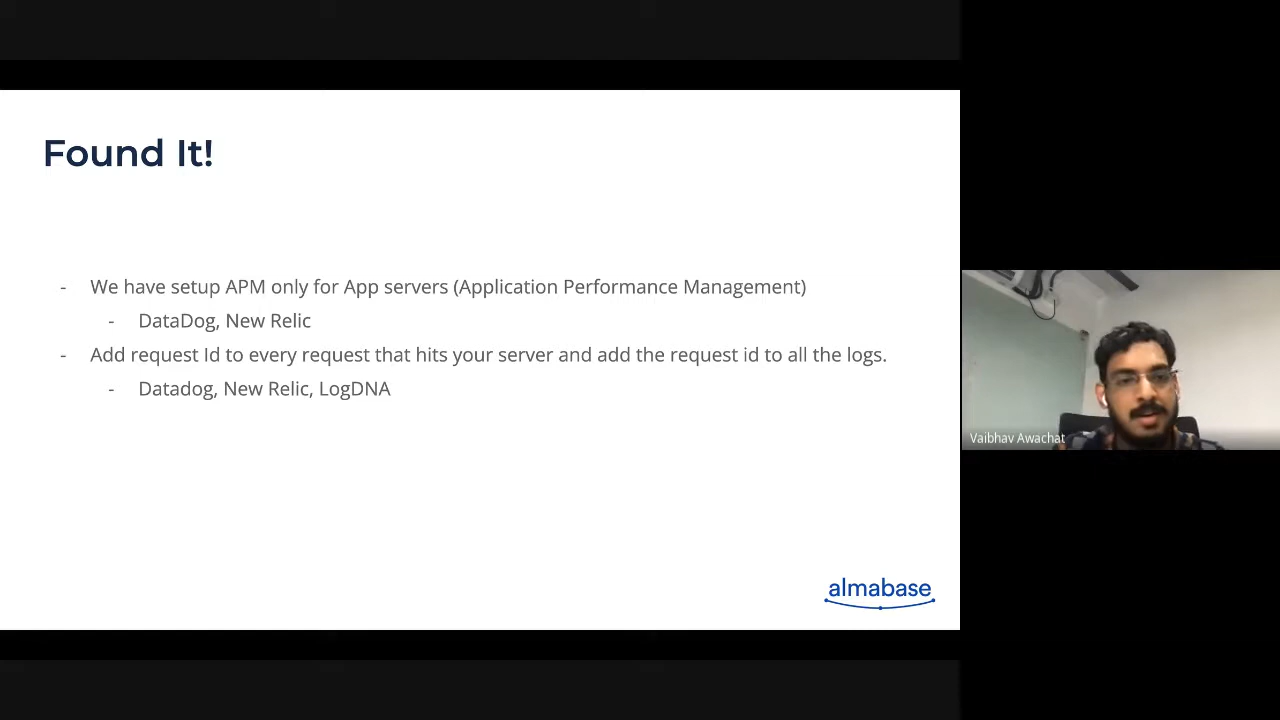 Found It!
- We have setup APM only for App servers (Application Performance Management)
- DataDog, New Relic
- Add request Id to every request that hits your server and add the request id to all the logs.
- Datadog, New Relic, LogDNA
almabase
Vaibhav Awachat